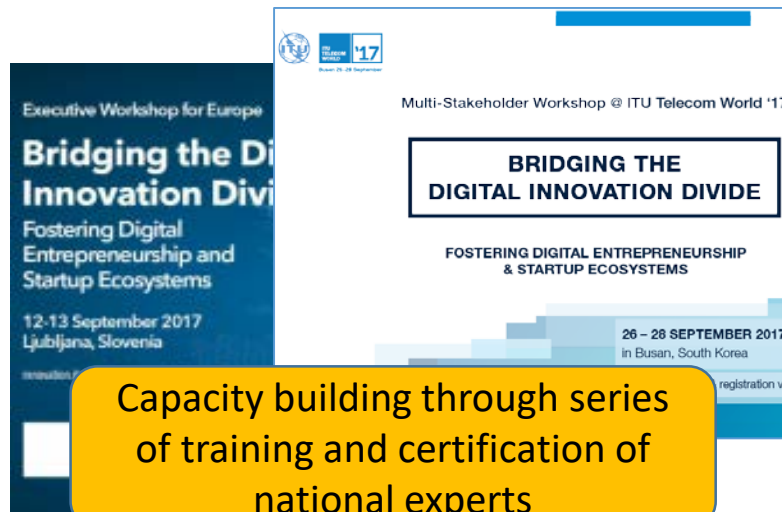 Executive Workshop for Europe
Bridging the Di
Innovation Divi
Fostering Digital
Entrepreneurship and
Startup Ecosystems
12-13 September 2017
Ljubljana, Slovenia
ITU
TELECOM
WORLD
'17
Busan 25-28 September
Multi-Stakeholder Workshop @ ITU Telecom World '17
BRIDGING THE
DIGITAL INNOVATION DIVIDE
FOSTERING DIGITAL ENTREPRENEURSHIP
& STARTUP ECOSYSTEMS
26 – 28 SEPTEMBER 2017
in Busan, South Korea
registration v
Capacity building through series
of training and certification of
national experts